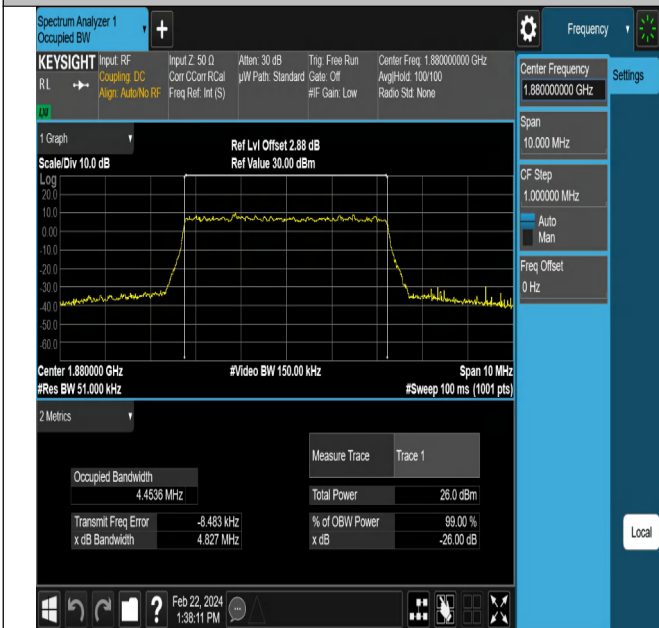 Spectrum Analyzer 1
Occupied BW
+
Frequency
KEYSIGHT
RL
LXI
Input: RF
Coupling: DC
Align: Auto/No RF
Input Z: 50 Ω
Corr CCorr RCal
Freq Ref: Int (S)
Atten: 30 dB
µW Path: Standard
Trig: Free Run
Gate: Off
#IF Gain: Low
Center Freq: 1.880000000 GHz
Avg|Hold: 100/100
Radio Std: None
Center Frequency
1.880000000 GHz
Settings
Span
10.000 MHz
CF Step
1.000000 MHz
Auto
Man
Freq Offset
0 Hz
1 Graph
Scale/Div 10.0 dB
Ref Lvl Offset 2.88 dB
Ref Value 30.00 dBm
Log
20.0
10.0
0.00
-10.0
-20.0
-30.0
-40.0
-50.0
-60.0
Center 1.880000 GHz
#Res BW 51.000 kHz
#Video BW 150.00 kHz
Span 10 MHz
#Sweep 100 ms (1001 pts)
2 Metrics
Measure Trace Trace 1
Occupied Bandwidth
4.4536 MHz
Total Power 26.0 dBm
Transmit Freq Error -8.483 kHz
% of OBW Power 99.00 %
x dB Bandwidth 4.827 MHz
x dB -26.00 dB
Local
?
Feb 22, 2024
1:38:11 PM